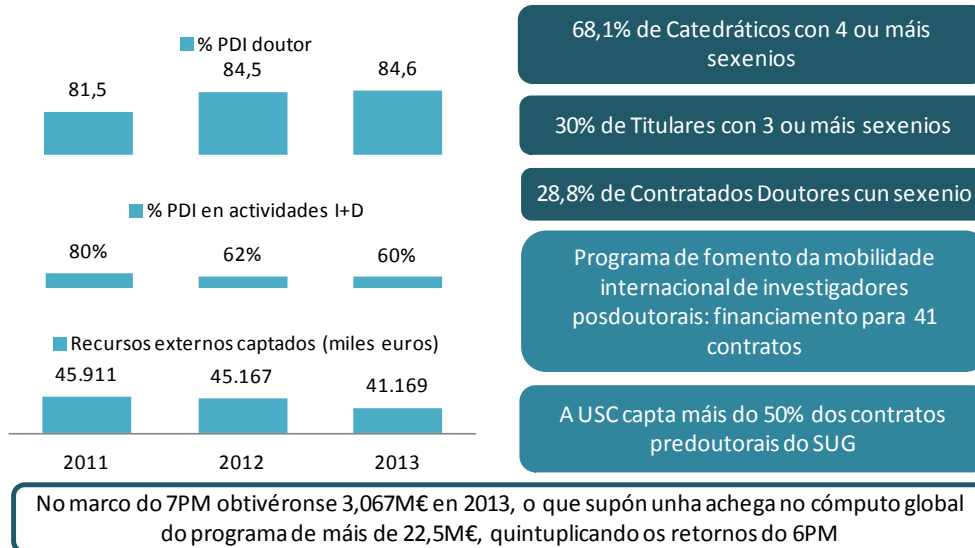 % PDI doutor
81,5
84,5
84,6
% PDI en actividades I+D
80%
62%
60%
Recursos externos captados (miles euros)
45.911
45.167
41.169
2011
2012
2013
68,1% de Catedráticos con 4 ou máis
sexenios
30% de Titulares con 3 ou máis sexenios
28,8% de Contratados Doutores cun sexenio
Programa de fomento da mobilidade
internacional de investigadores
posdoutorais: financiamento para 41
contratos
A USC capta máis do 50% dos contratos
predoutorais do SUG
No marco do 7PM obtivéronse 3,067M€ en 2013, o que supón unha achega no cómputo global
do programa de máis de 22,5M€, quintuplicando os retornos do 6PM